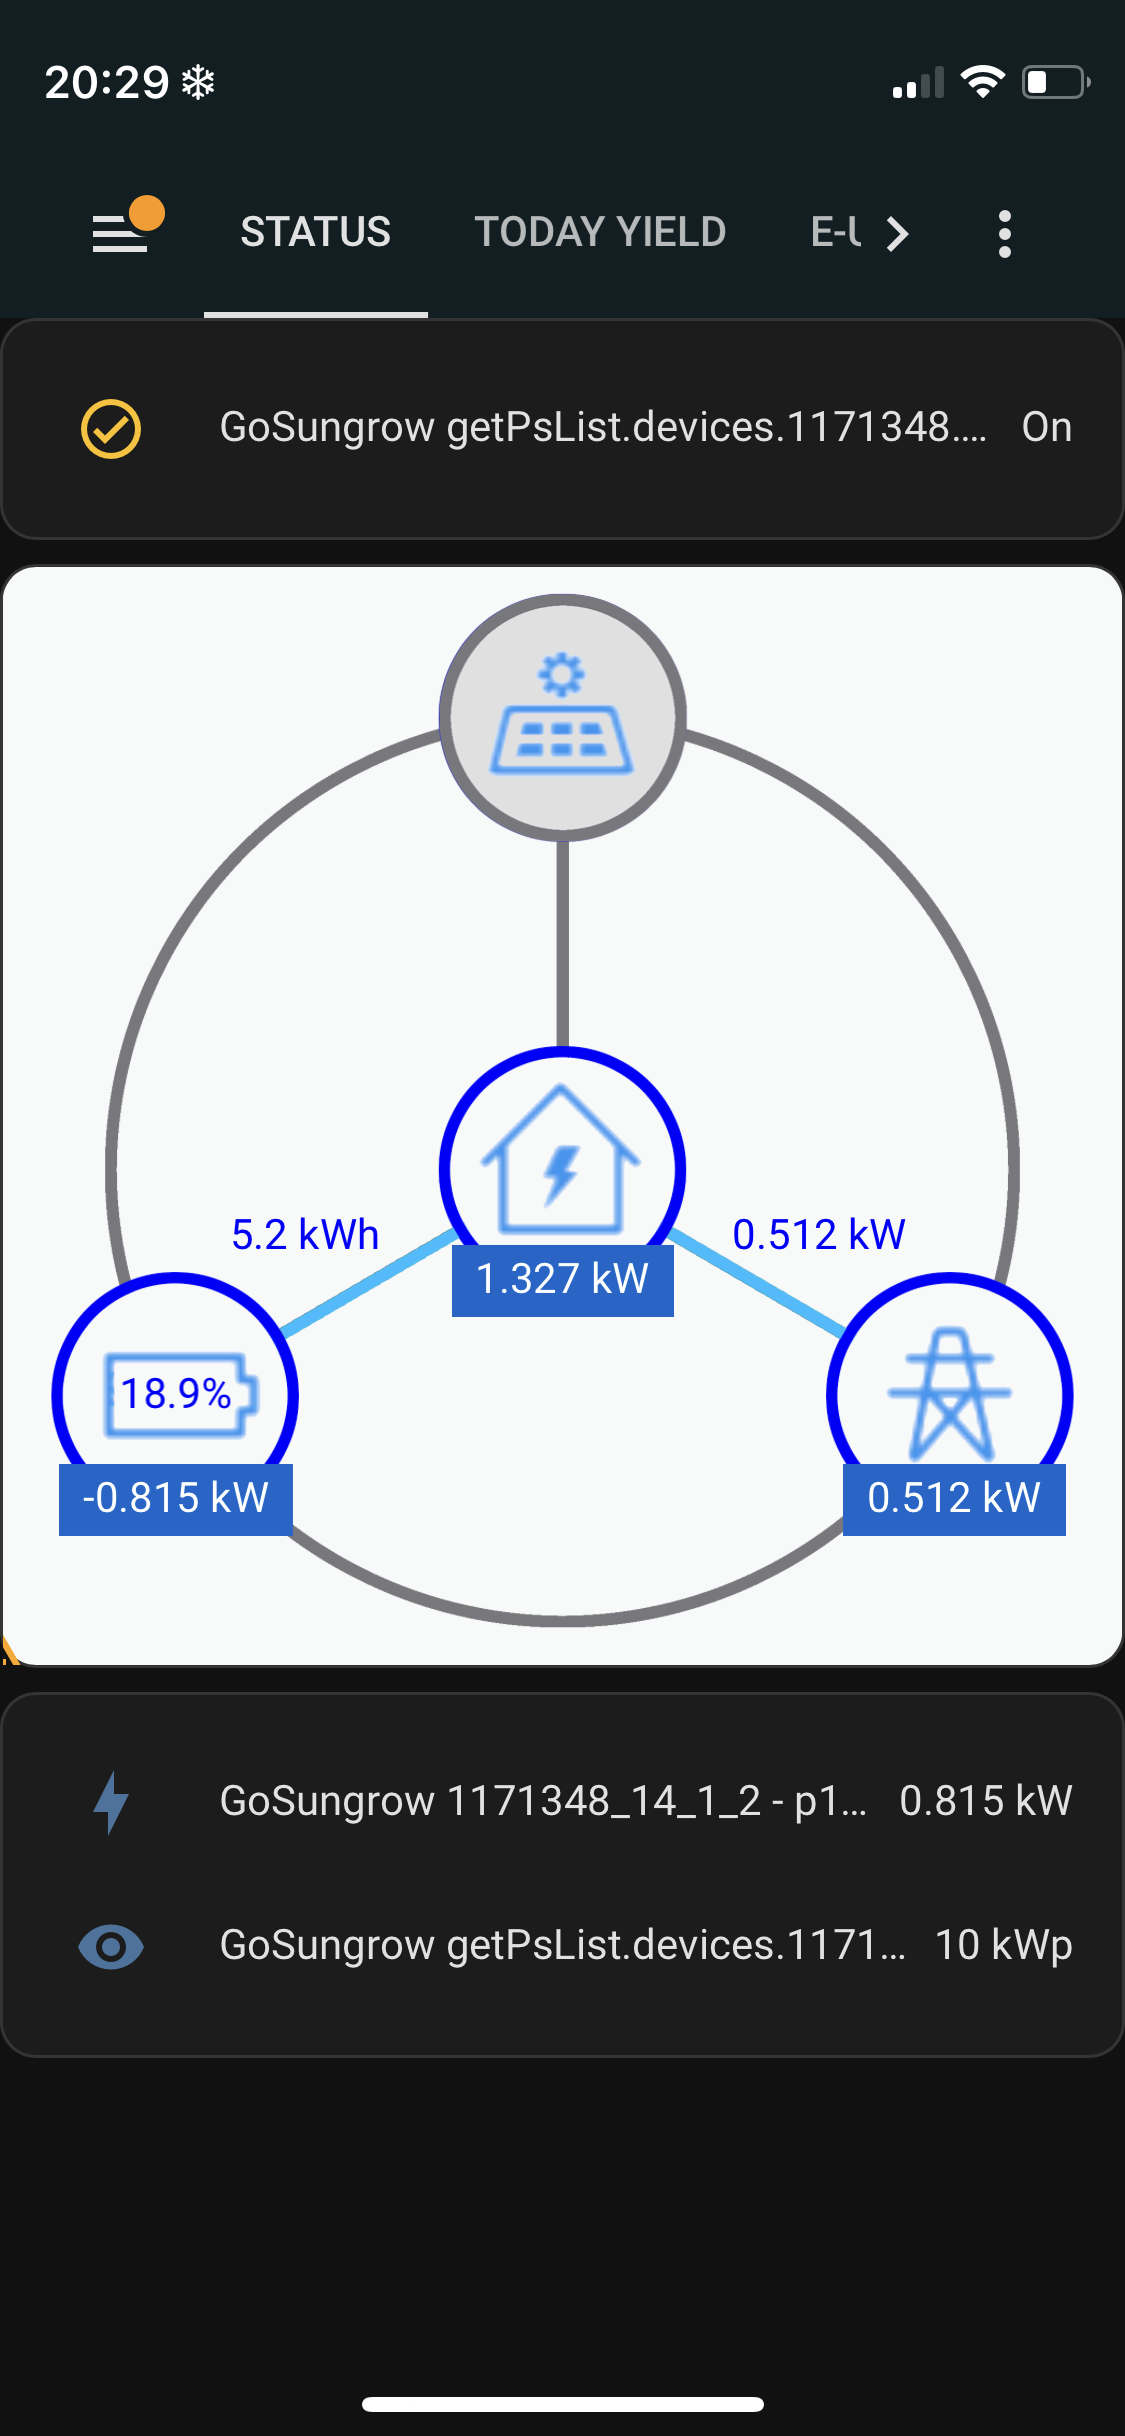 20:29
STATUS TODAY YIELD E-U
GoSungrow getPsList.devices.1171348.... On
5.2 kWh
0.512 kW
1.327 kW
18.9%
-0.815 kW
0.512 kW
GoSungrow 1171348_14_1_2 - p1... 0.815 kW
GoSungrow getPsList.devices.1171... 10 kWp